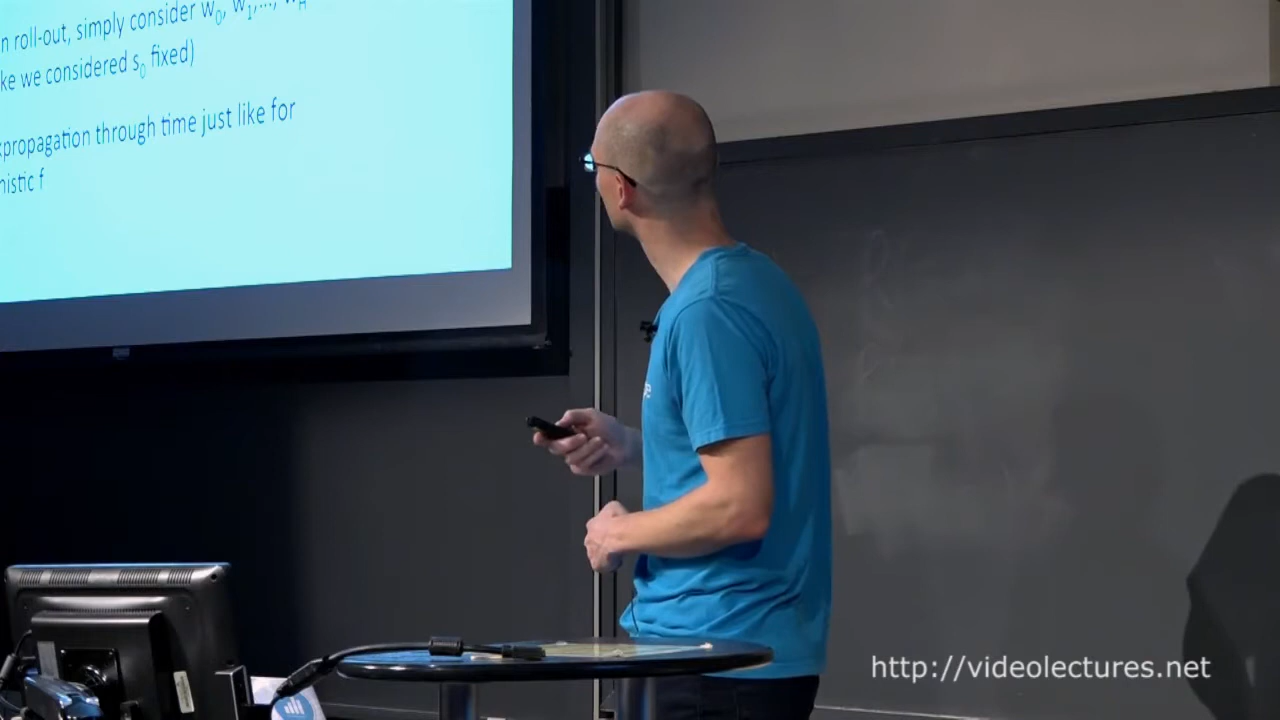 n roll-out, simply consider w0, w1,..., wH
ke we considered s0 fixed)
kpropagation through time just like for
nistic f
http://videolectures.net